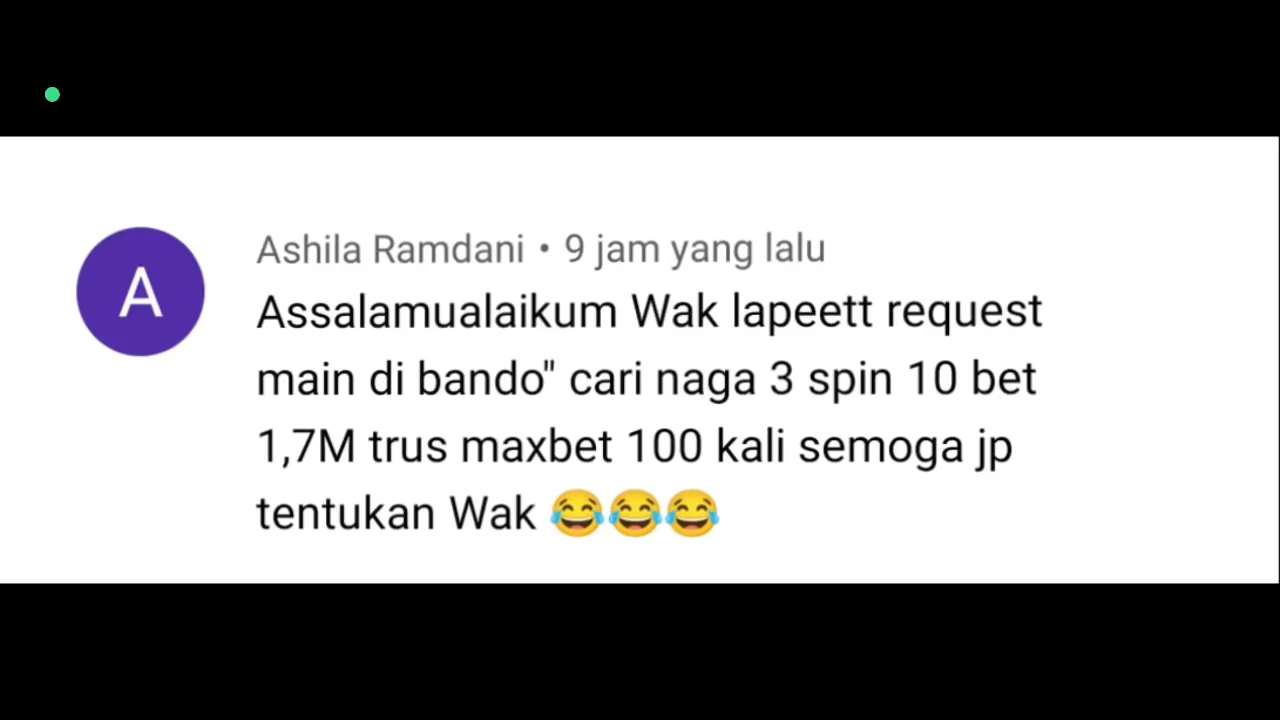 A
Ashila Ramdani • 9 jam yang lalu
Assalamualaikum Wak lapeett request
main di bando" cari naga 3 spin 10 bet
1,7M trus maxbet 100 kali semoga jp
tentukan Wak 😂😂😂